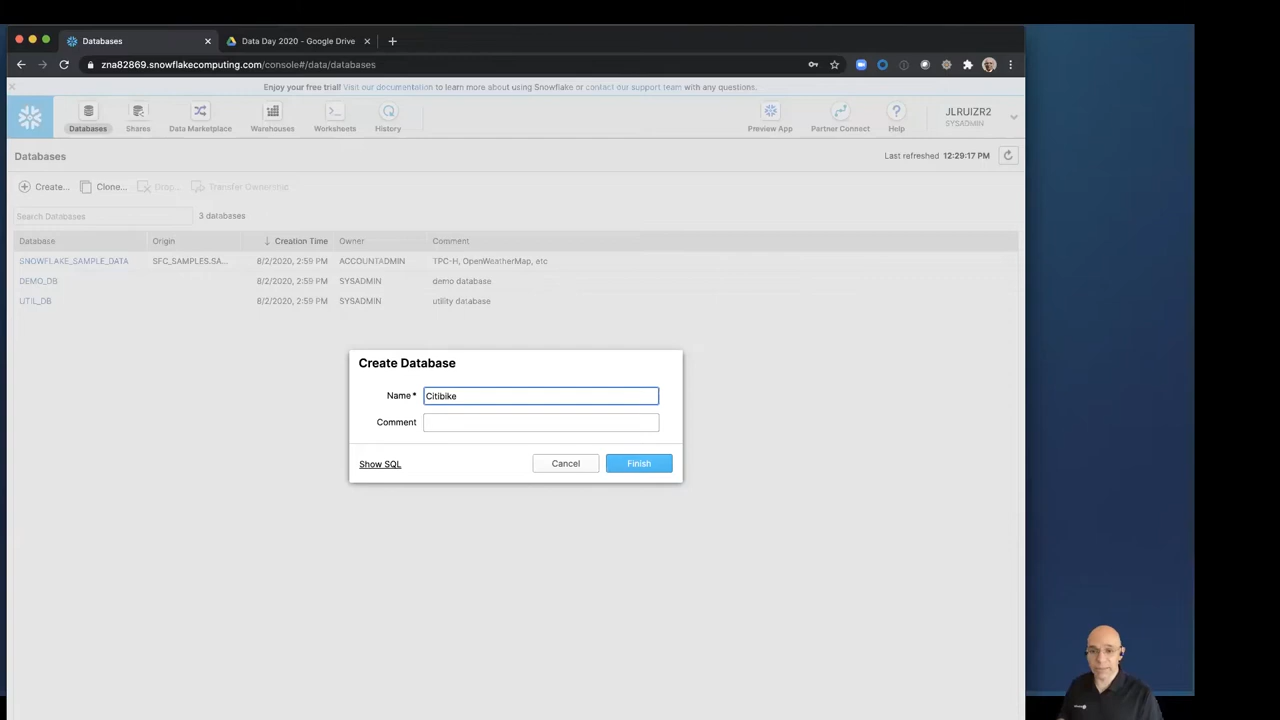 Databases
Data Day 2020 - Google Drive
zna82869.snowflakecomputing.com/console#/data/databases
Enjoy your free trial! Visit our documentation to learn more about using Snowflake or contact our support team with any questions.
Databases
Shares
Data Marketplace
Warehouses
Worksheets
History
Preview App
Partner Connect
Help
JLRUIZR2
SYSADMIN
Databases
Last refreshed 12:29:17 PM
Create... Clone... Drop... Transfer Ownership
Search Databases
3 databases
Database Origin Creation Time Owner Comment
SNOWFLAKE_SAMPLE_DATA SFC_SAMPLES.SA... 8/2/2020, 2:59 PM ACCOUNTADMIN TPC-H, OpenWeatherMap, etc
DEMO_DB 8/2/2020, 2:59 PM SYSADMIN demo database
UTIL_DB 8/2/2020, 2:59 PM SYSADMIN utility database
Create Database
Name* Citibike
Comment
Show SQL Cancel Finish